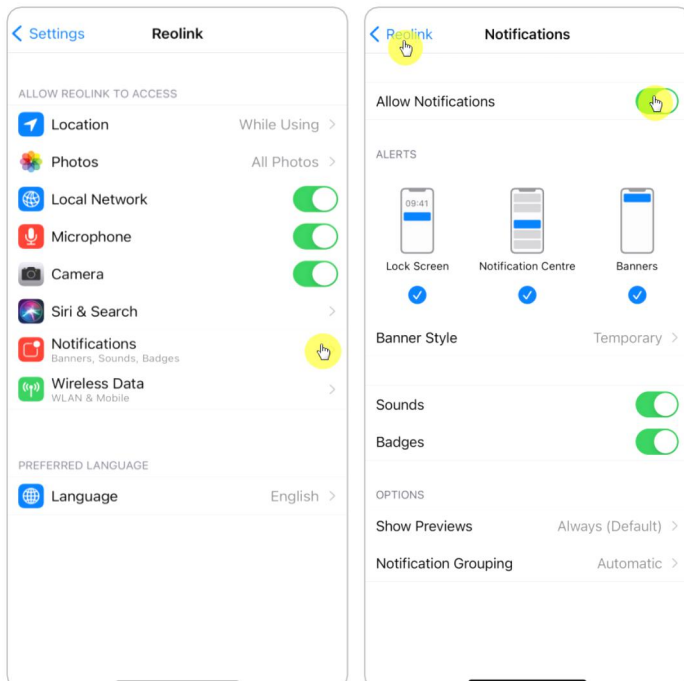 Settings
Reolink
ALLOW REOLINK TO ACCESS
Location While Using
Photos All Photos
Local Network
Microphone
Camera
Siri & Search
Notifications
Banners, Sounds, Badges
Wireless Data
WLAN & Mobile
PREFERRED LANGUAGE
Language English
Reolink
Notifications
Allow Notifications
ALERTS
09:41
Lock Screen Notification Centre Banners
Banner Style Temporary
Sounds
Badges
OPTIONS
Show Previews Always (Default)
Notification Grouping Automatic